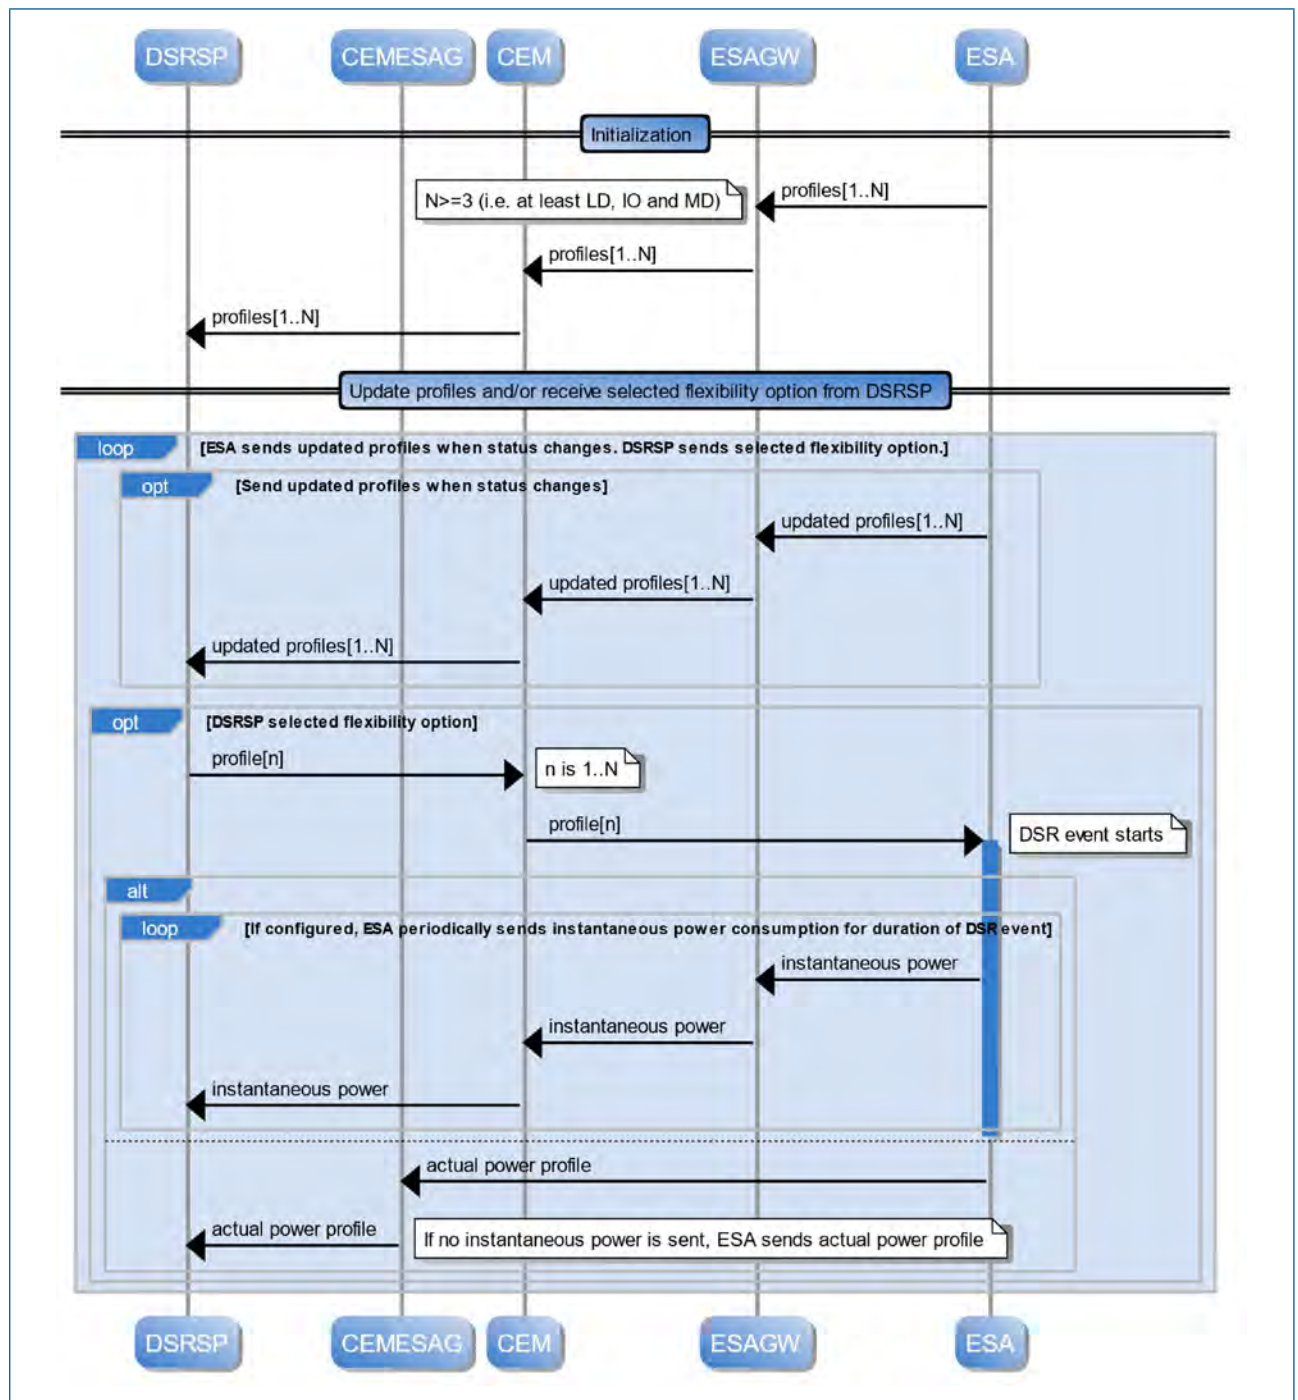 DSRSP CEMESAG CEM ESAGW ESA
Initialization
N>=3 (i.e. at least LD, IO and MD)
profiles[1..N]
profiles[1..N]
profiles[1..N]
Update profiles and/or receive selected flexibility option from DSRSP
loop [ESA sends updated profiles when status changes. DSRSP sends selected flexibility option.]
opt [Send updated profiles when status changes]
updated profiles[1..N]
updated profiles[1..N]
updated profiles[1..N]
opt [DSRSP selected flexibility option]
profile[n]
n is 1..N
profile[n]
DSR event starts
alt
loop [If configured, ESA periodically sends instantaneous power consumption for duration of DSR event]
instantaneous power
instantaneous power
instantaneous power
actual power profile
actual power profile
If no instantaneous power is sent, ESA sends actual power profile
DSRSP CEMESAG CEM ESAGW ESA